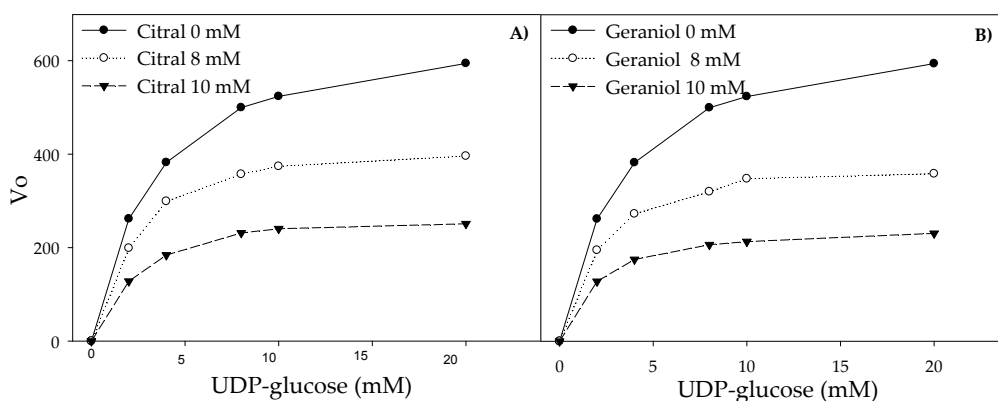 Citral 0 mM
Citral 8 mM
Citral 10 mM
A)
600
400
200
0
Vo
0
5
10
15
20
UDP-glucose (mM)
Geraniol 0 mM
Geraniol 8 mM
Geraniol 10 mM
B)
0
5
10
15
20
UDP-glucose (mM)